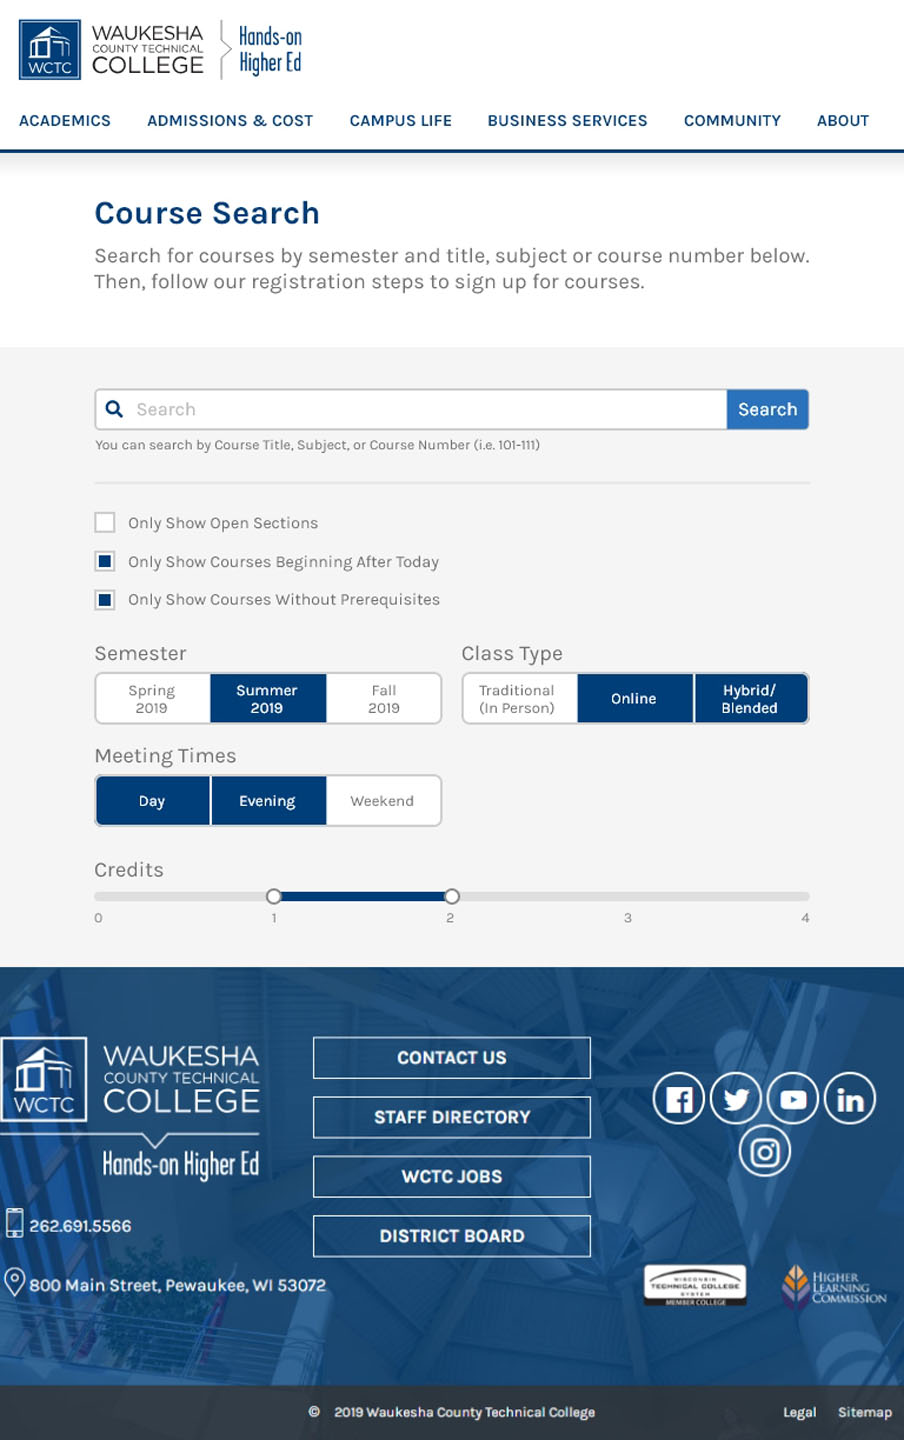 WCTC
WAUKESHA
COUNTY TECHNICAL
COLLEGE
Hands-on
Higher Ed
ACADEMICS ADMISSIONS & COST CAMPUS LIFE BUSINESS SERVICES COMMUNITY ABOUT
Course Search
Search for courses by semester and title, subject or course number below.
Then, follow our registration steps to sign up for courses.
Search Search
You can search by Course Title, Subject, or Course Number (i.e. 101-111)
Only Show Open Sections
Only Show Courses Beginning After Today
Only Show Courses Without Prerequisites
Semester
Spring
2019
Summer
2019
Fall
2019
Class Type
Traditional
(In Person)
Online
Hybrid/
Blended
Meeting Times
Day Evening Weekend
Credits
0 1 2 3 4
WCTC
WAUKESHA
COUNTY TECHNICAL
COLLEGE
Hands-on Higher Ed
262.691.5566
800 Main Street, Pewaukee, WI 53072
CONTACT US
STAFF DIRECTORY
WCTC JOBS
DISTRICT BOARD
in
WISCONSIN
TECHNICAL COLLEGE
SYSTEM
MEMBER COLLEGE
HIGHER
LEARNING
COMMISSION
© 2019 Waukesha County Technical College
Legal Sitemap